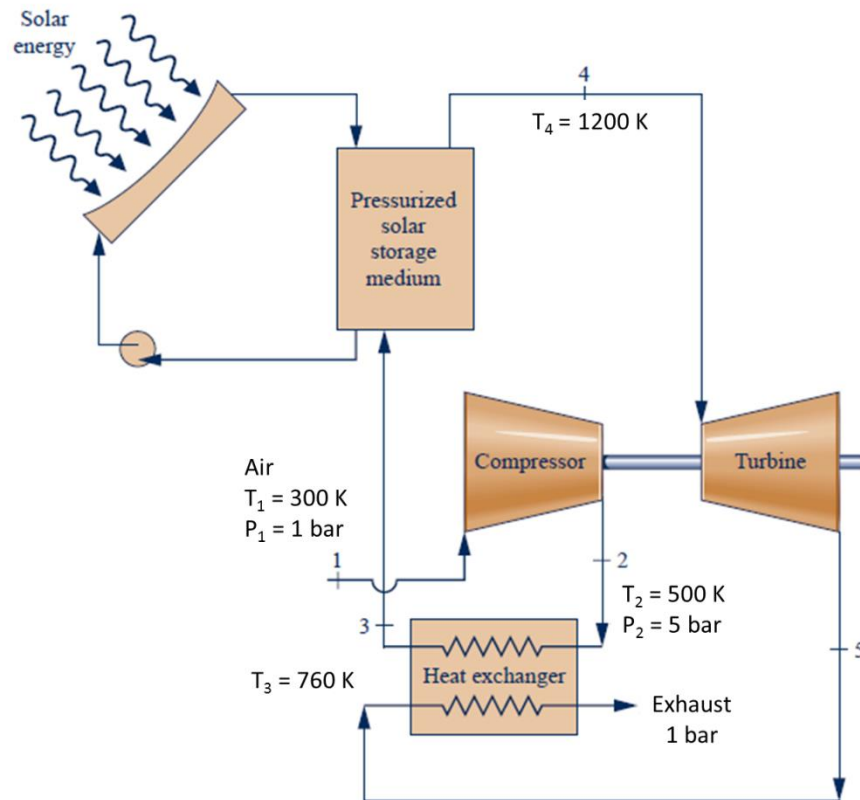 Solar
energy
4
T₄ = 1200 K
Pressurized
solar
storage
medium
Compressor
Turbine
Air
T₁ = 300 K
P₁ = 1 bar
1
2
T₂ = 500 K
P₂ = 5 bar
3
5
T₃ = 760 K
Heat exchanger
Exhaust
1 bar